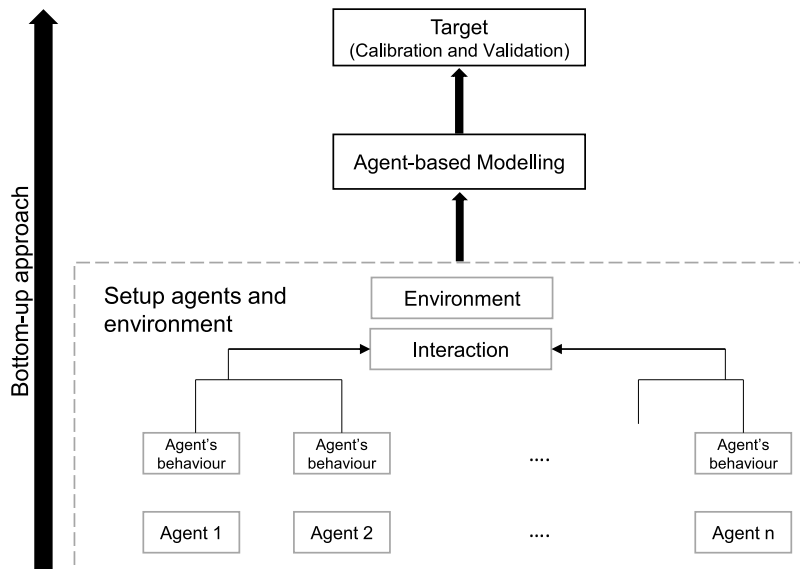 Target
(Calibration and Validation)
Agent-based Modelling
Bottom-up approach
Setup agents and
environment
Environment
Interaction
Agent's
behaviour
Agent's
behaviour
....
Agent's
behaviour
Agent 1
Agent 2
....
Agent n